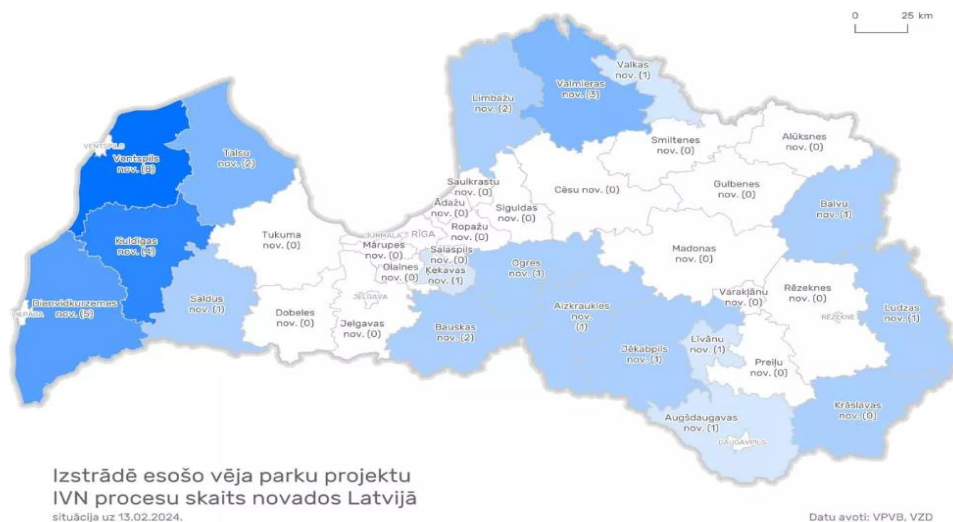 0 25 km
Valkas
nov. (1)
Valmieras
nov. (3)
Limbažu
nov. (2)
Smiltenes
nov. (0)
Alūksnes
nov. (0)
VENTSPILS
Ventspils
Talsu
nov. (2)
Saulkrastu
nov. (0)
Cēsu nov. (0)
Gulbenes
nov. (0)
Ādažu
nov. (0)
Siguldas
nov. (0)
Balvu
nov. (1)
Ropažu
nov. (0)
Kuldīgas
Tukuma
nov. (0)
JŪRMALA
RĪGA
Mārupes
nov. (0)
Salaspils
nov. (0)
Madonas
nov. (0)
Olaines
nov. (0)
Ķekavas
nov. (1)
Ogres
nov. (1)
Dienvidkurzemes
nov. (5)
LIEPĀJA
Saldus
nov. (1)
Dobeles
nov. (0)
JELGAVA
Jelgavas
nov. (0)
Bauskas
nov. (2)
Aizkraukles
nov.
(1)
Varakļānu
nov. (0)
Rēzeknes
nov. (0)
RĒZEKNE
Ludzas
nov. (1)
Jēkabpils
nov. (1)
Līvānu
nov. (1)
Preiļu
nov. (0)
Krāslavas
nov. (0)
Augšdaugavas
nov. (1)
DAUGAVPILS
Izstrādē esošo vēja parku projektu
IVN procesu skaits novados Latvijā
situācija uz 13.02.2024.
Datu avoti: VPVB, VZD